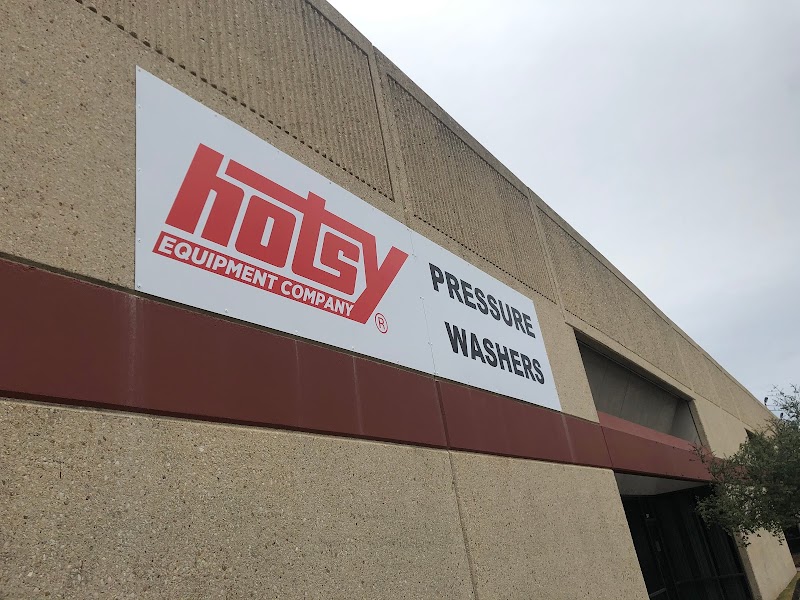 hotsy
EQUIPMENT COMPANY
®
PRESSURE
WASHERS